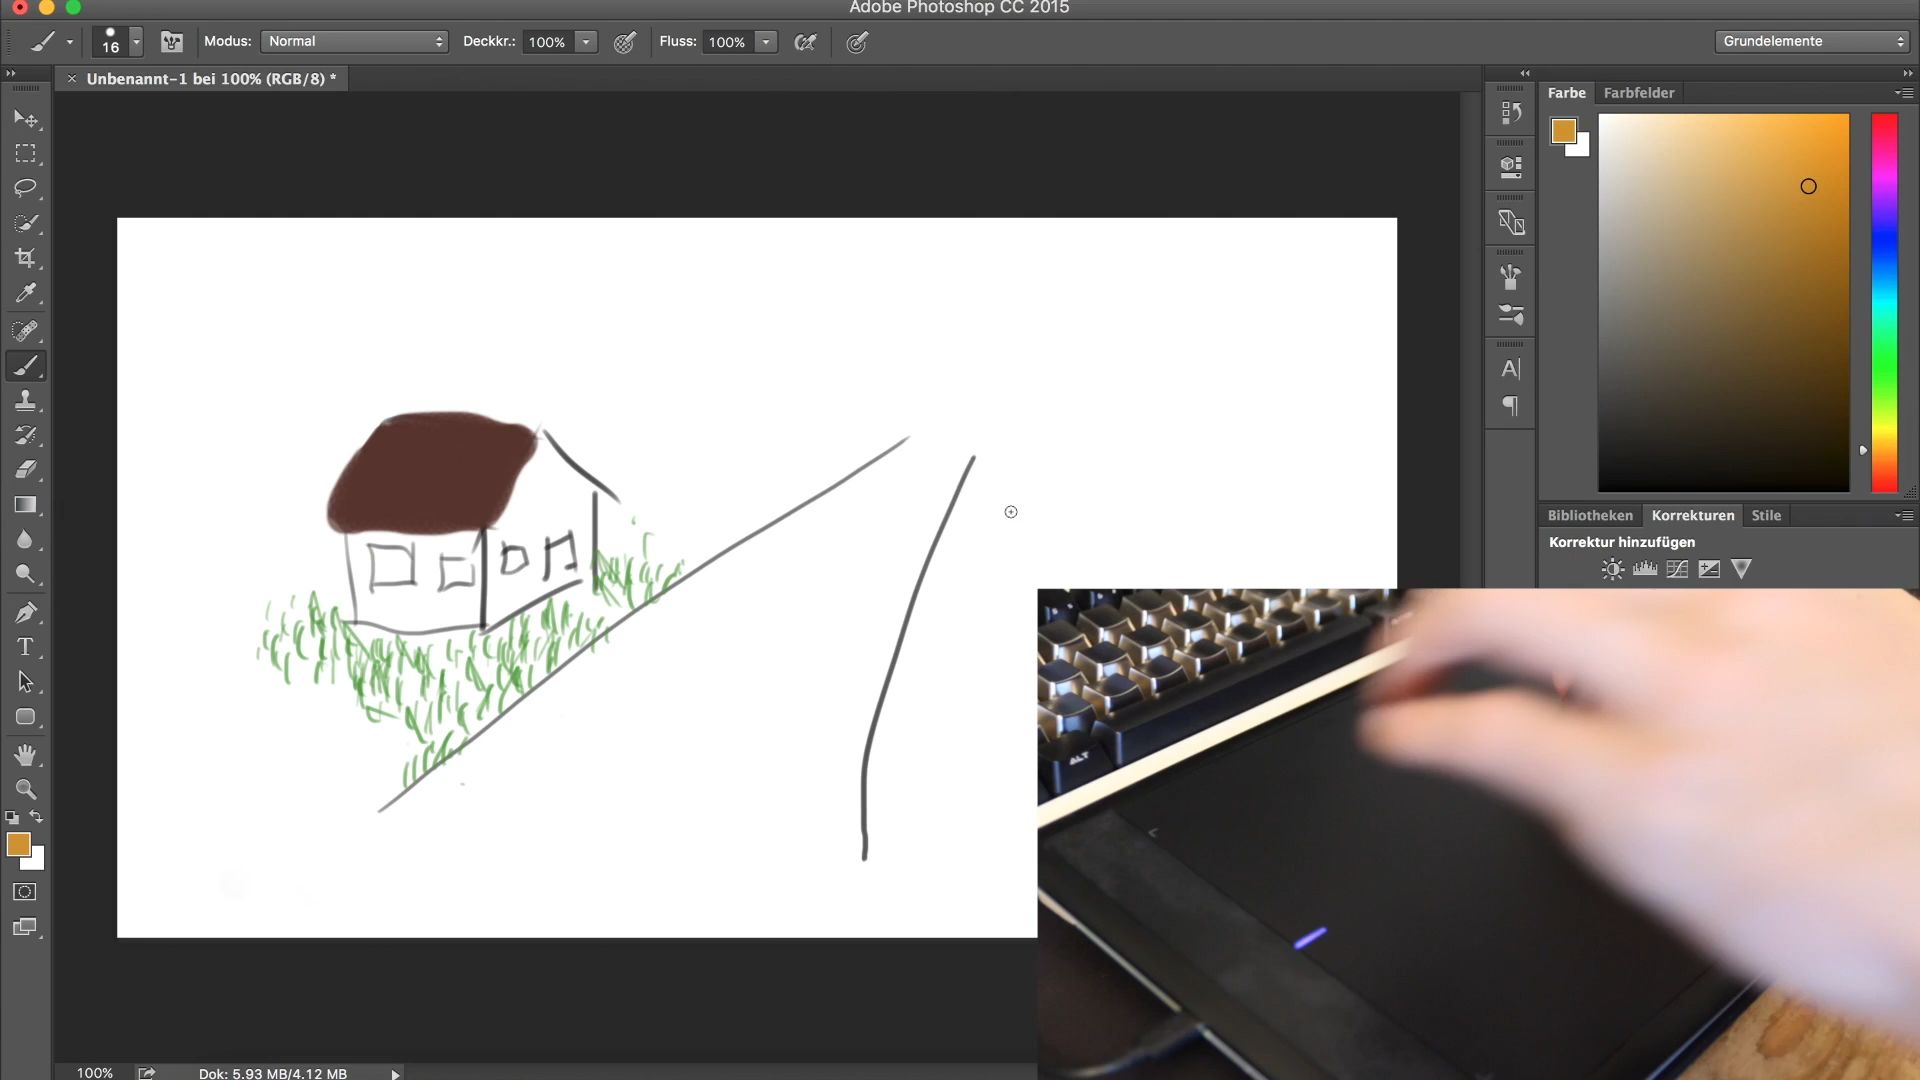 Adobe Photoshop CC 2015
16
Modus: Normal
Deckkr.: 100%
Fluss: 100%
Grundelemente
Unbenannt-1 bei 100% (RGB/8) *
Farbe
Farbfelder
Bibliotheken
Korrekturen
Stile
Korrektur hinzufügen
ALT
100%
Dok: 5.93 MB/4.12 MB